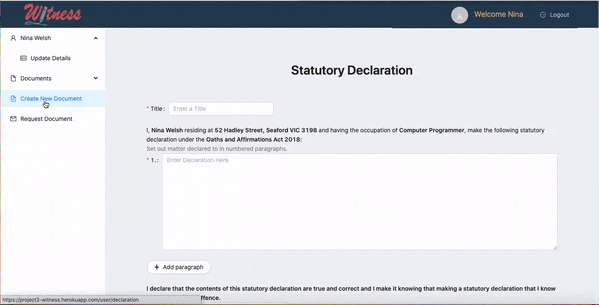 Witness
Welcome Nina
Logout
Nina Welsh
Update Details
Documents
Create New Document
Request Document
Statutory Declaration
* Title :
Enter a Title
I, Nina Welsh residing at 52 Hadley Street, Seaford VIC 3198 and having the occupation of Computer Programmer, make the following statutory
declaration under the Oaths and Affirmations Act 2018:
Set out matter declared to in numbered paragraphs.
* 1. :
Enter Declaration Here
+ Add paragraph
I declare that the contents of this statutory declaration are true and correct and I make it knowing that making a statutory declaration that I know
ffence.
https://project3-witness.herokuapp.com/user/declaration